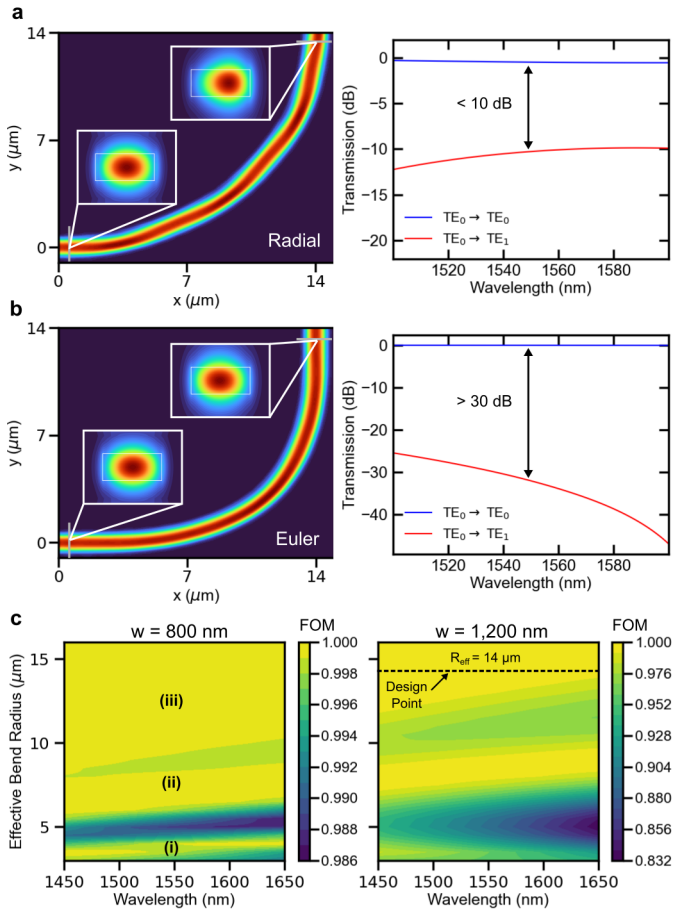 a
14
7
0
y (μm)
0
7
14
x (μm)
Radial
0
−5
−10
−15
−20
Transmission (dB)
< 10 dB
TE0 → TE0
TE0 → TE1
1520
1540
1560
1580
Wavelength (nm)
b
14
7
0
y (μm)
0
7
14
x (μm)
Euler
0
−10
−20
−30
−40
Transmission (dB)
> 30 dB
TE0 → TE0
TE0 → TE1
1520
1540
1560
1580
Wavelength (nm)
c
w = 800 nm
FOM
15
10
5
Effective Bend Radius (μm)
(iii)
(ii)
(i)
1450
1500
1550
1600
1650
Wavelength (nm)
1.000
0.998
0.996
0.994
0.992
0.990
0.988
0.986
w = 1,200 nm
FOM
Reff = 14 μm
Design
Point
1450
1500
1550
1600
1650
Wavelength (nm)
1.000
0.976
0.952
0.928
0.904
0.880
0.856
0.832